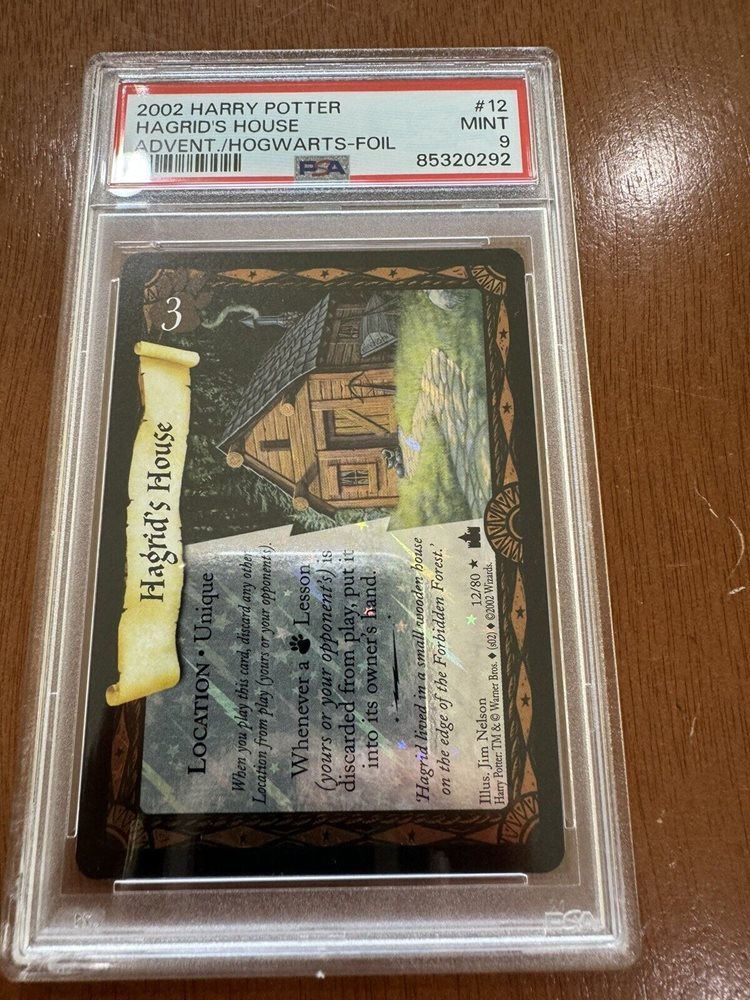 2002 HARRY POTTER #12
HAGRID'S HOUSE MINT
ADVENT./HOGWARTS-FOIL 9
PSA 85320292
3
Hagrid's House
LOCATION • Unique
When you play this card, discard any other
Location from play (yours or your opponent's).
Whenever a Lesson
(yours or your opponent's) is
discarded from play, put it
into its owner's hand.
'Hagrid lived in a small wooden house
on the edge of the Forbidden Forest.'
Illus. Jim Nelson 12/80 ★
Harry Potter: TM & © Warner Bros. ♦ (s02) ♦ ©2002 Wizards.
PSA